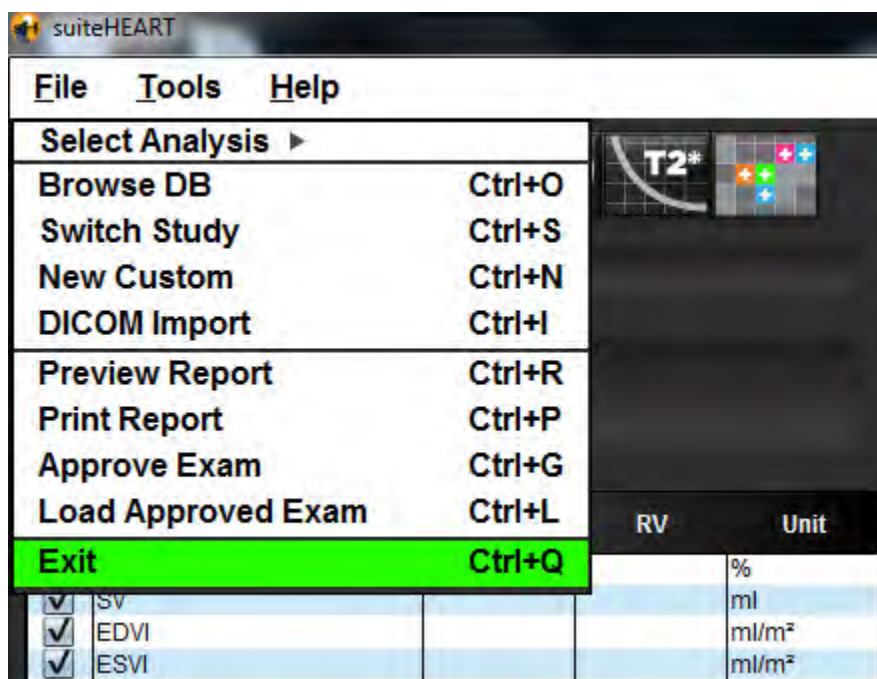 suiteHEART
File Tools Help
Select Analysis ▶
Browse DB Ctrl+O
Switch Study Ctrl+S
New Custom Ctrl+N
DICOM Import Ctrl+I
Preview Report Ctrl+R
Print Report Ctrl+P
Approve Exam Ctrl+G
Load Approved Exam Ctrl+L
Exit Ctrl+Q
T2*
RV Unit
%
SV ml
EDVI ml/m²
ESVI ml/m²